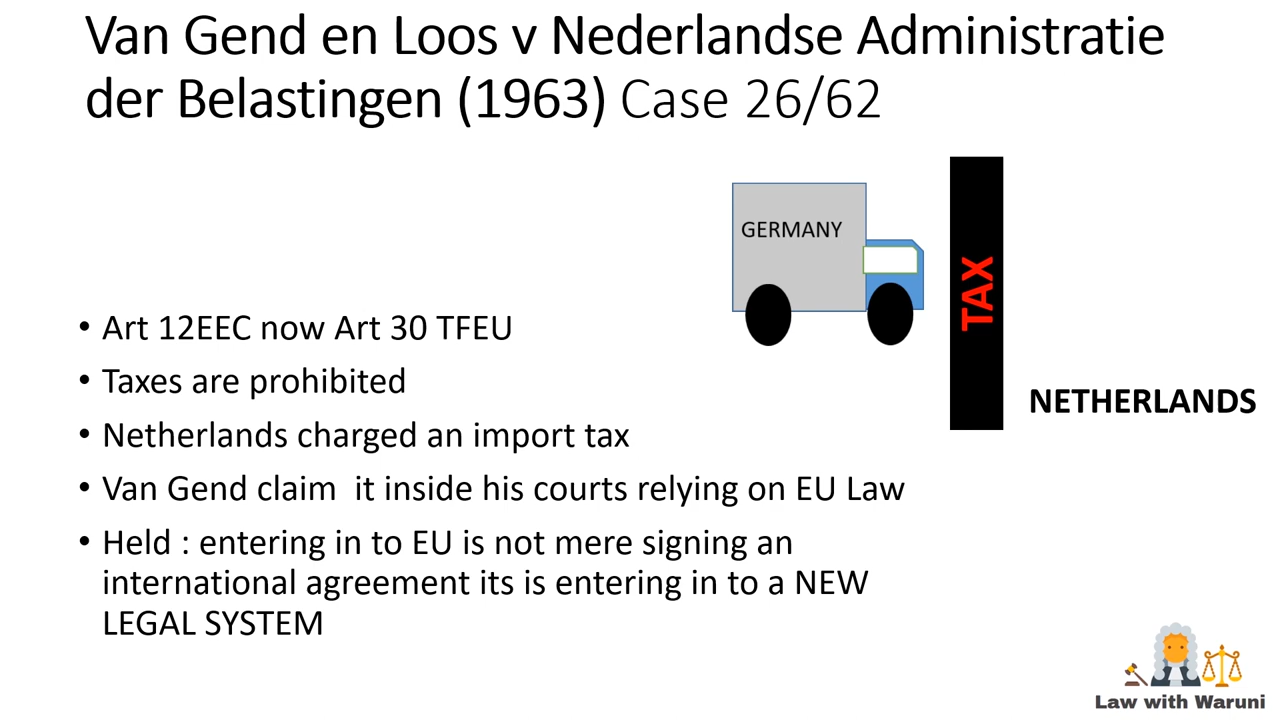 Van Gend en Loos v Nederlandse Administratie
der Belastingen (1963) Case 26/62
GERMANY
TAX
NETHERLANDS
• Art 12EEC now Art 30 TFEU
• Taxes are prohibited
• Netherlands charged an import tax
• Van Gend claim  it inside his courts relying on EU Law
• Held : entering in to EU is not mere signing an
international agreement its is entering in to a NEW
LEGAL SYSTEM
Law with Waruni